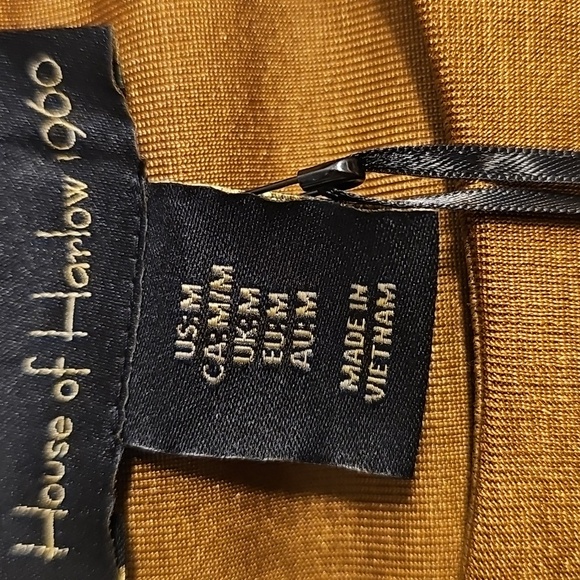 House of Harlow 1960
US:M
CA:M/M
UK:M
EU:M
AU:M
MADE IN
VIETNAM